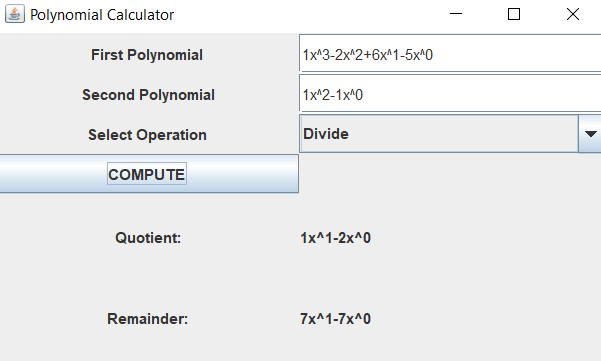 Polynomial Calculator
First Polynomial 1x^3-2x^2+6x^1-5x^0
Second Polynomial 1x^2-1x^0
Select Operation Divide
COMPUTE
Quotient: 1x^1-2x^0
Remainder: 7x^1-7x^0